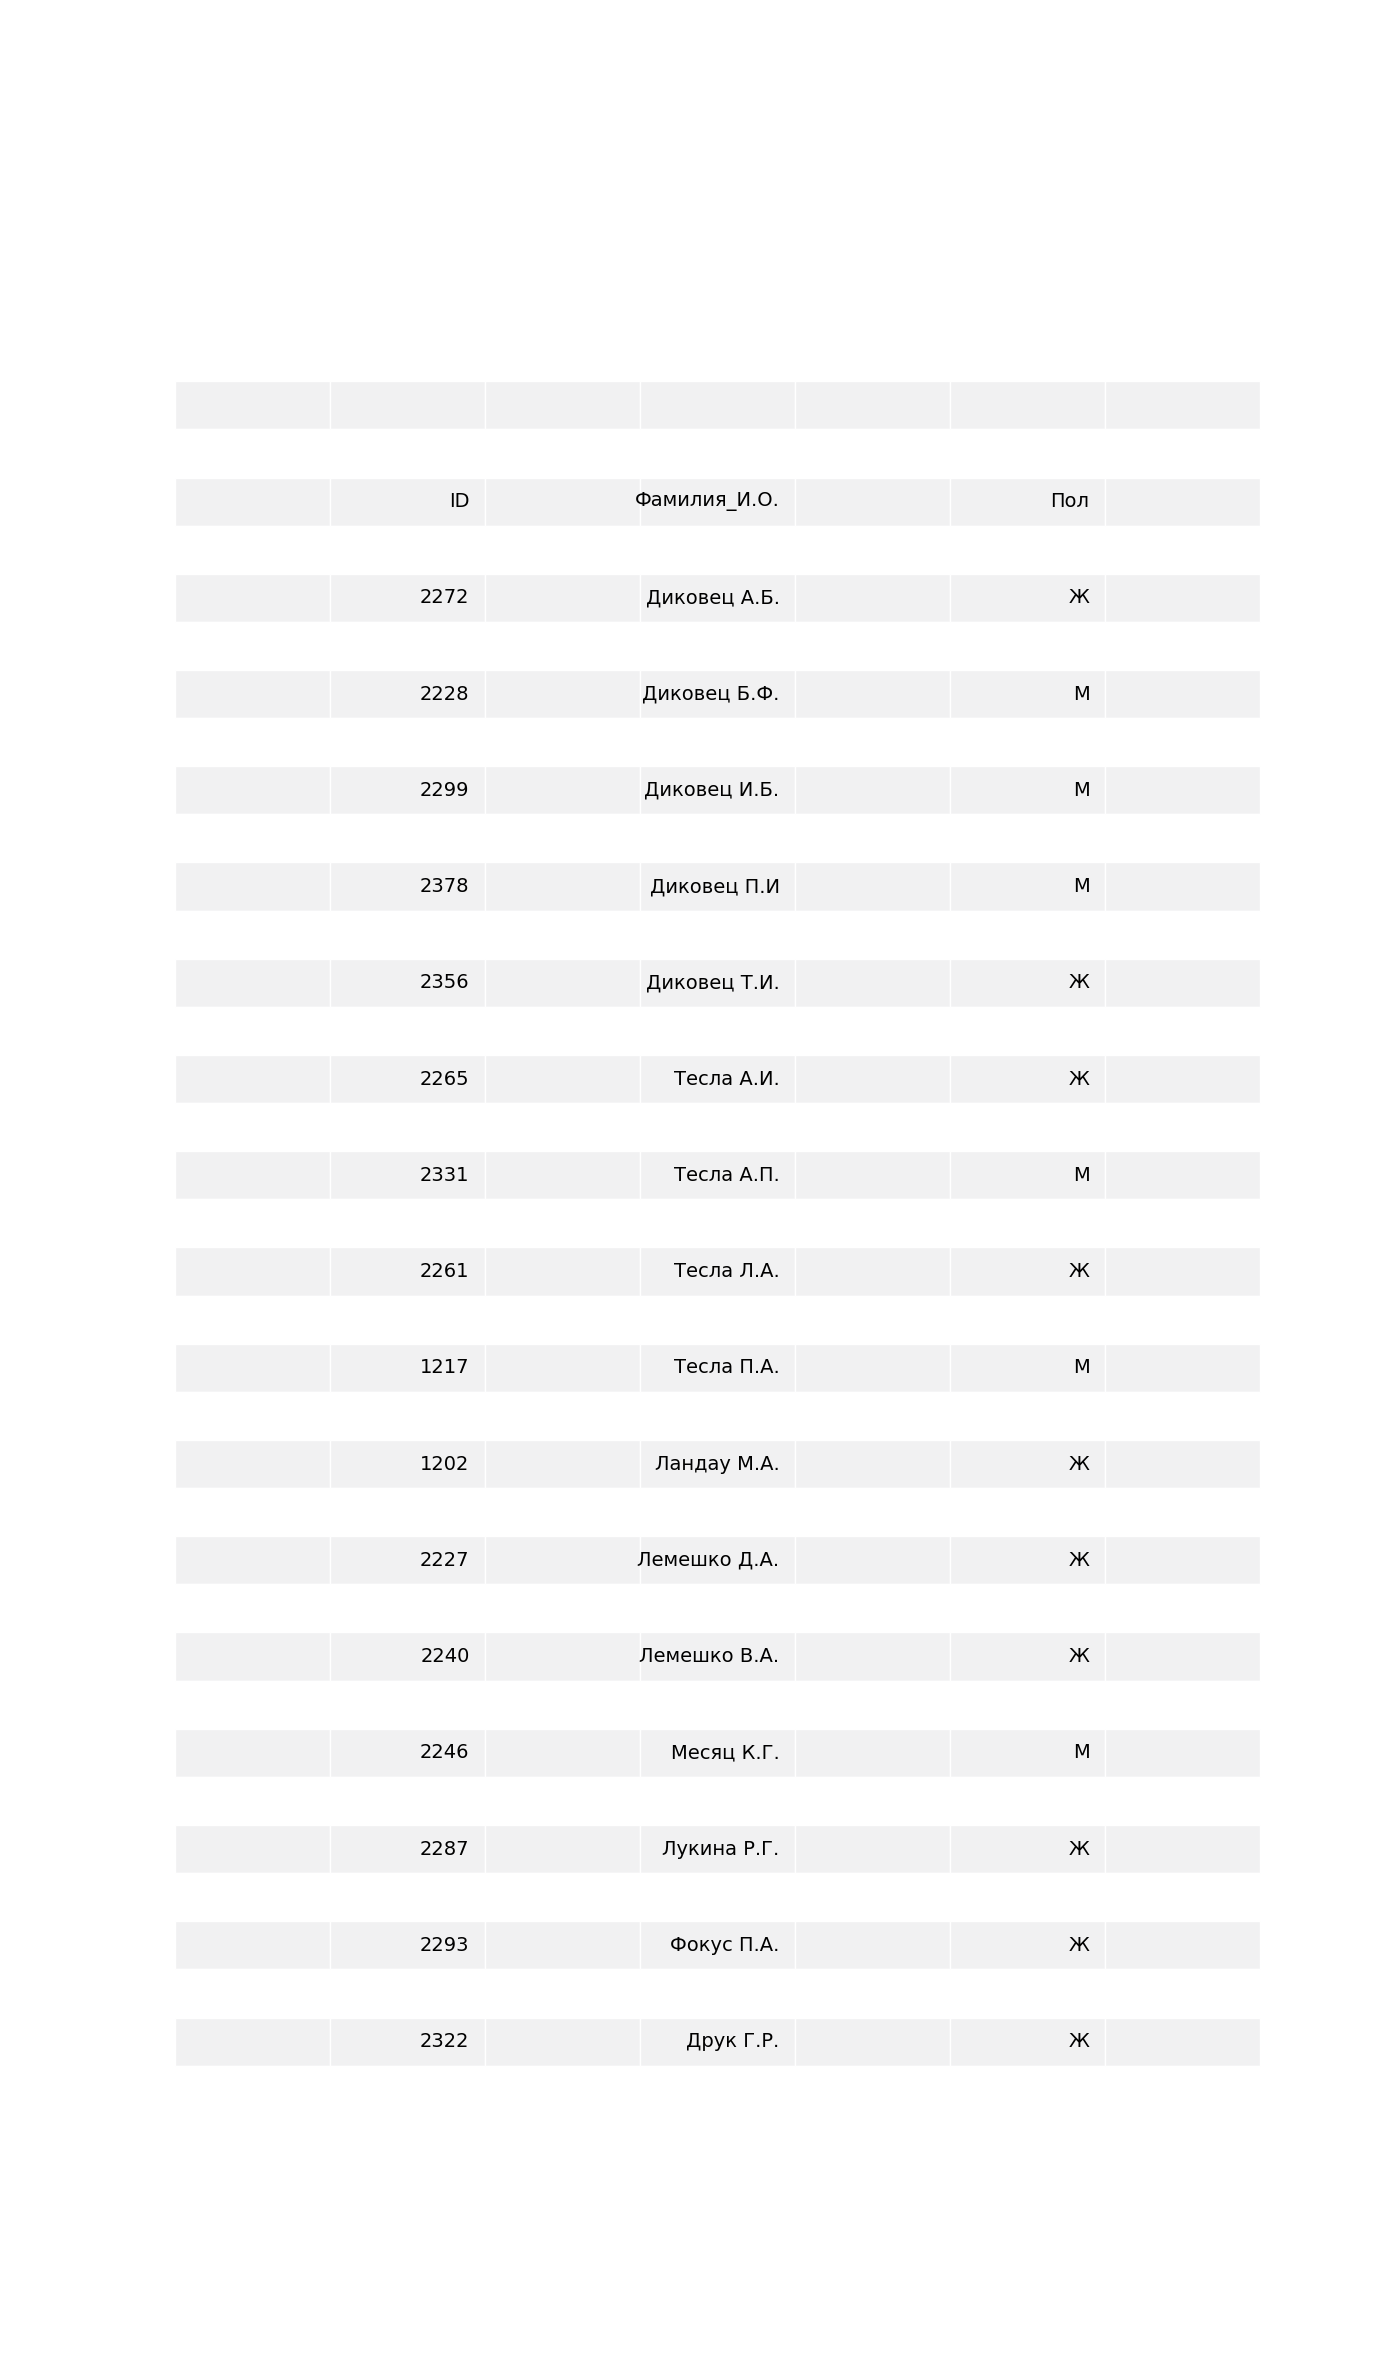 ID Фамилия_И.О. Пол
2272 Диковец А.Б. Ж
2228 Диковец Б.Ф. М
2299 Диковец И.Б. М
2378 Диковец П.И М
2356 Диковец Т.И. Ж
2265 Тесла А.И. Ж
2331 Тесла А.П. М
2261 Тесла Л.А. Ж
1217 Тесла П.А. М
1202 Ландау М.А. Ж
2227 Лемешко Д.А. Ж
2240 Лемешко В.А. Ж
2246 Месяц К.Г. М
2287 Лукина Р.Г. Ж
2293 Фокус П.А. Ж
2322 Друк Г.Р. Ж